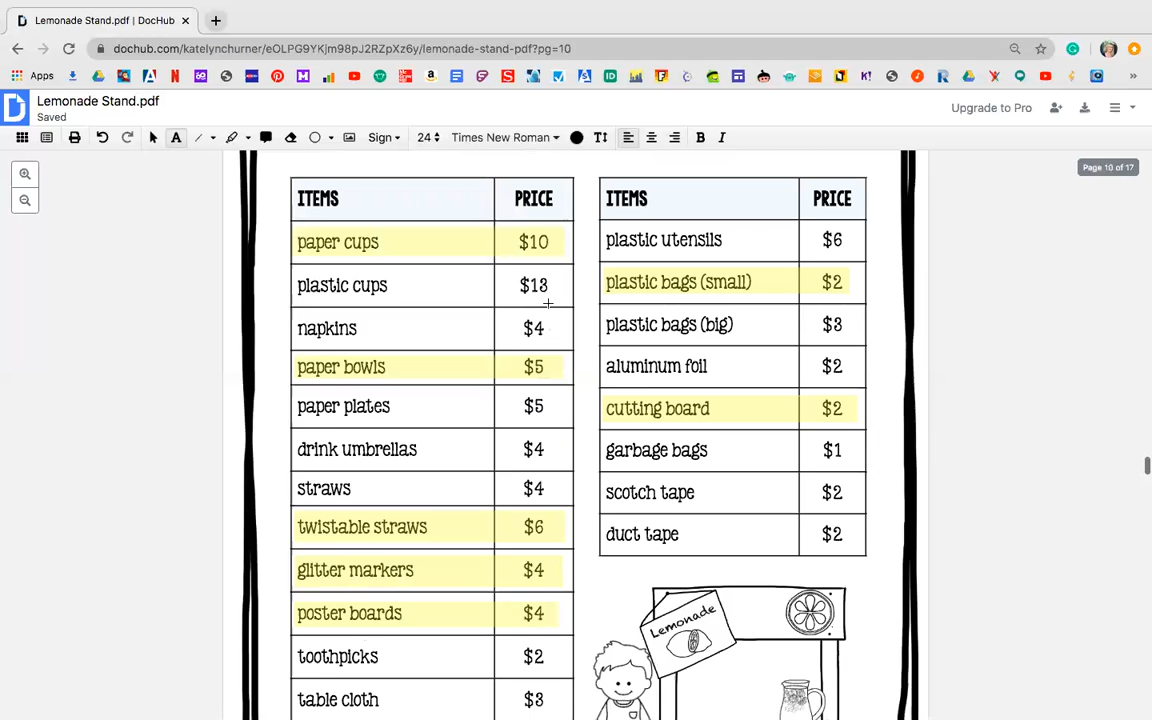 Lemonade Stand.pdf | DocHub
dochub.com/katelynchurner/eOLPG9YKjm98pJ2RZpXz6y/lemonade-stand-pdf?pg=10
Apps
Lemonade Stand.pdf
Saved
Upgrade to Pro
A Sign 24 Times New Roman B I
Page 10 of 17
ITEMS PRICE
paper cups $10
plastic cups $13
napkins $4
paper bowls $5
paper plates $5
drink umbrellas $4
straws $4
twistable straws $6
glitter markers $4
poster boards $4
toothpicks $2
table cloth $3
ITEMS PRICE
plastic utensils $6
plastic bags (small) $2
plastic bags (big) $3
aluminum foil $2
cutting board $2
garbage bags $1
scotch tape $2
duct tape $2
Lemonade